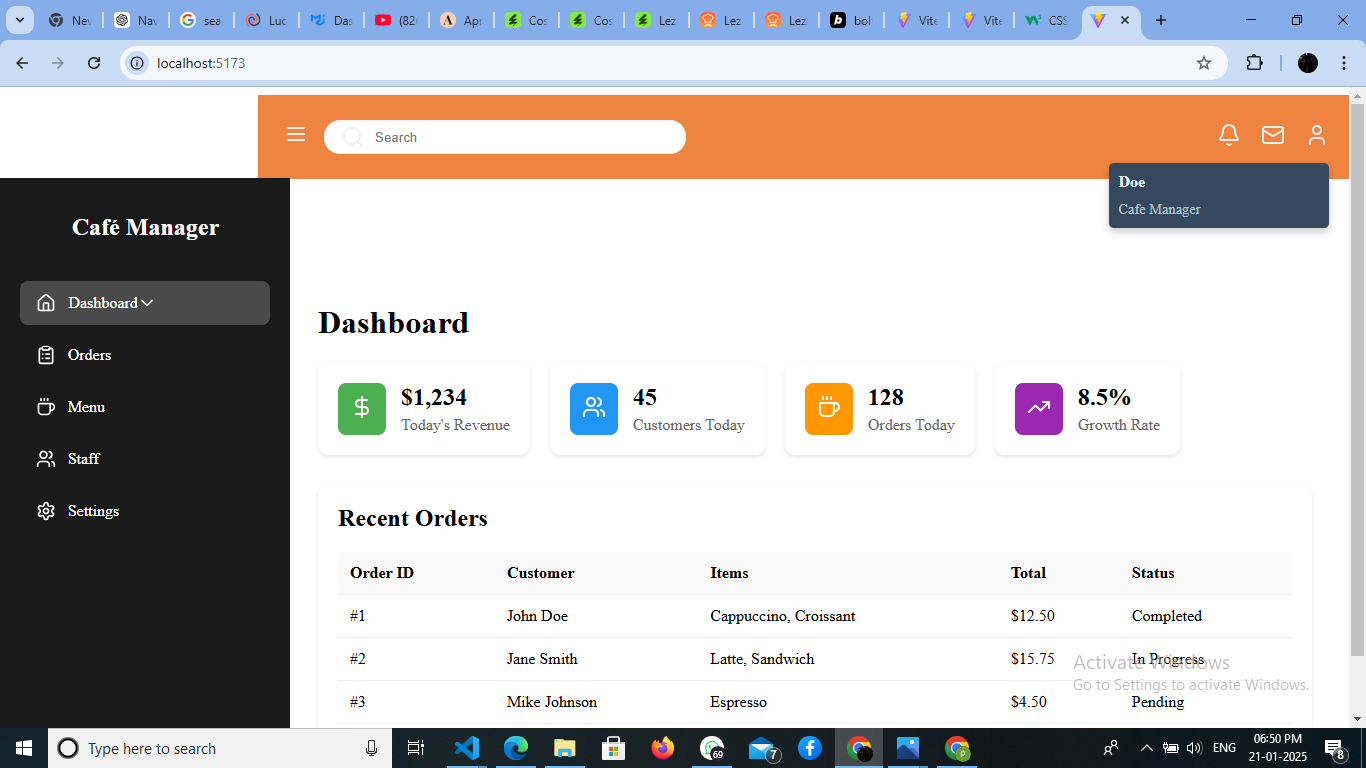 Nev
Nav
sea
Luc
Das
(82
Apr
Cos
Cos
Lez
Lez
Lez
bol
Vite
Vite
CSS
localhost:5173
Search
Doe
Cafe Manager
Café Manager
Dashboard
Orders
Menu
Staff
Settings
Dashboard
$1,234
Today's Revenue
45
Customers Today
128
Orders Today
8.5%
Growth Rate
Recent Orders
Order ID Customer Items Total Status
#1 John Doe Cappuccino, Croissant $12.50 Completed
#2 Jane Smith Latte, Sandwich $15.75 In Progress
#3 Mike Johnson Espresso $4.50 Pending
Activate Windows
Go to Settings to activate Windows.
Type here to search
69
7
P
ENG
06:50 PM
21-01-2025
8